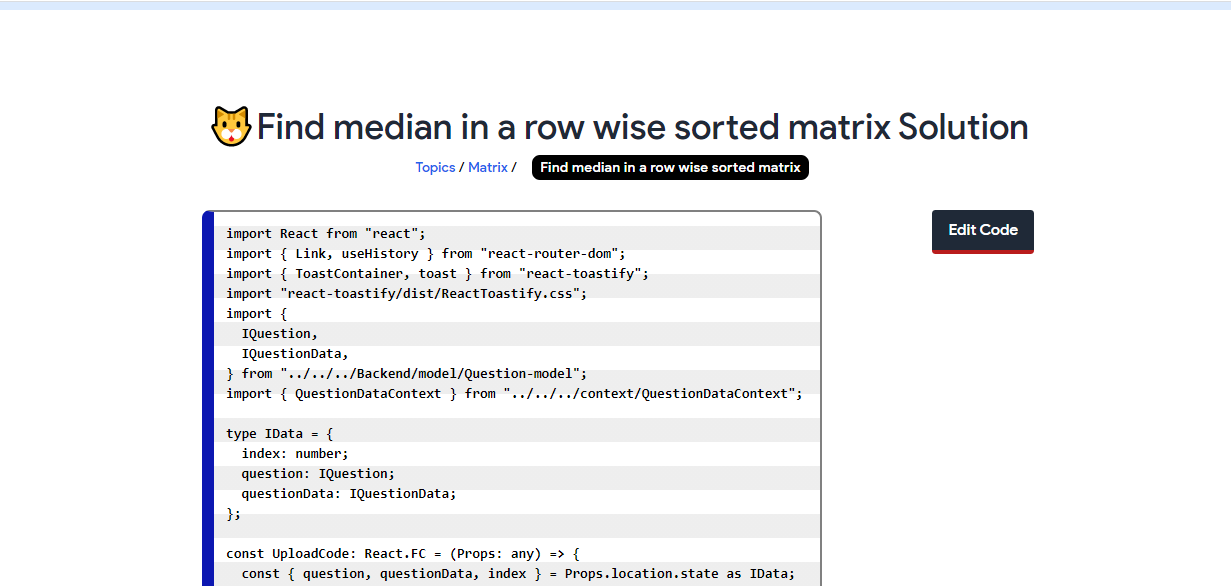 Find median in a row wise sorted matrix Solution
Topics / Matrix / Find median in a row wise sorted matrix
Edit Code
import React from "react";
import { Link, useHistory } from "react-router-dom";
import { ToastContainer, toast } from "react-toastify";
import "react-toastify/dist/ReactToastify.css";
import {
  IQuestion,
  IQuestionData,
} from "../../../Backend/model/Question-model";
import { QuestionDataContext } from "../../../context/QuestionDataContext";
type IData = {
  index: number;
  question: IQuestion;
  questionData: IQuestionData;
};
const UploadCode: React.FC = (Props: any) => {
  const { question, questionData, index } = Props.location.state as IData;